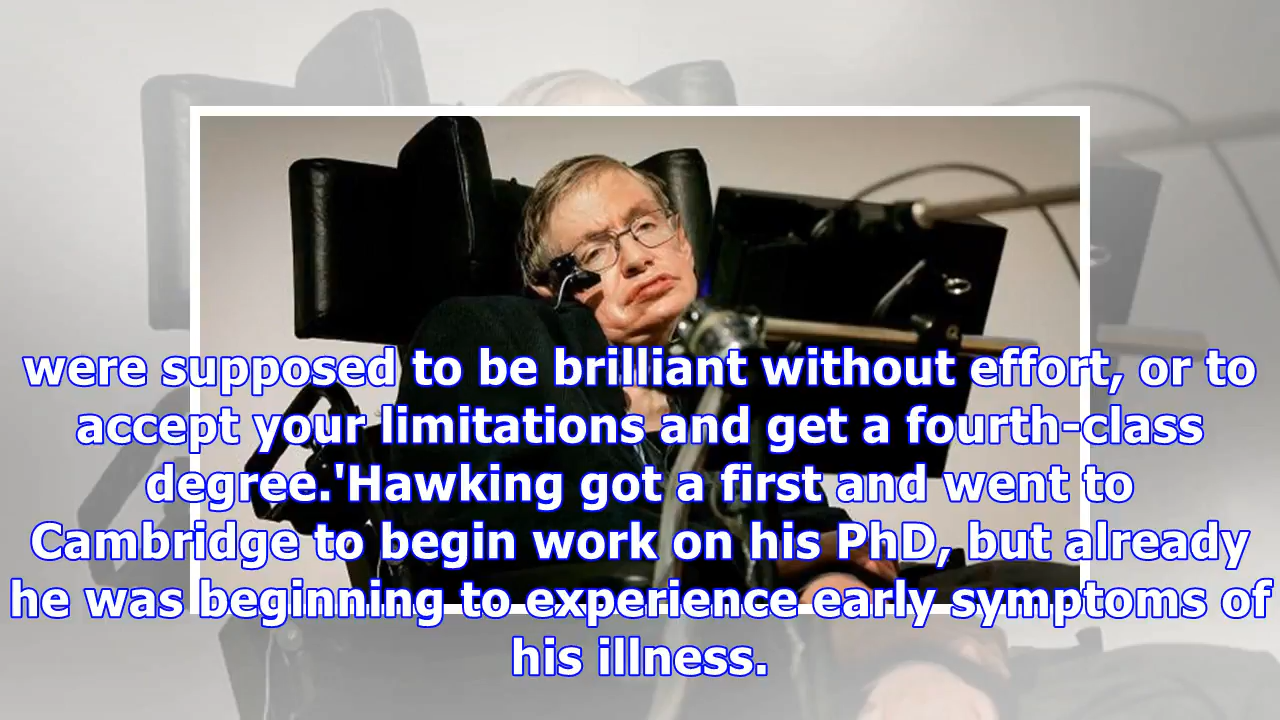 were supposed to be brilliant without effort, or to
accept your limitations and get a fourth-class
degree.'Hawking got a first and went to
Cambridge to begin work on his PhD, but already
he was beginning to experience early symptoms of
his illness.